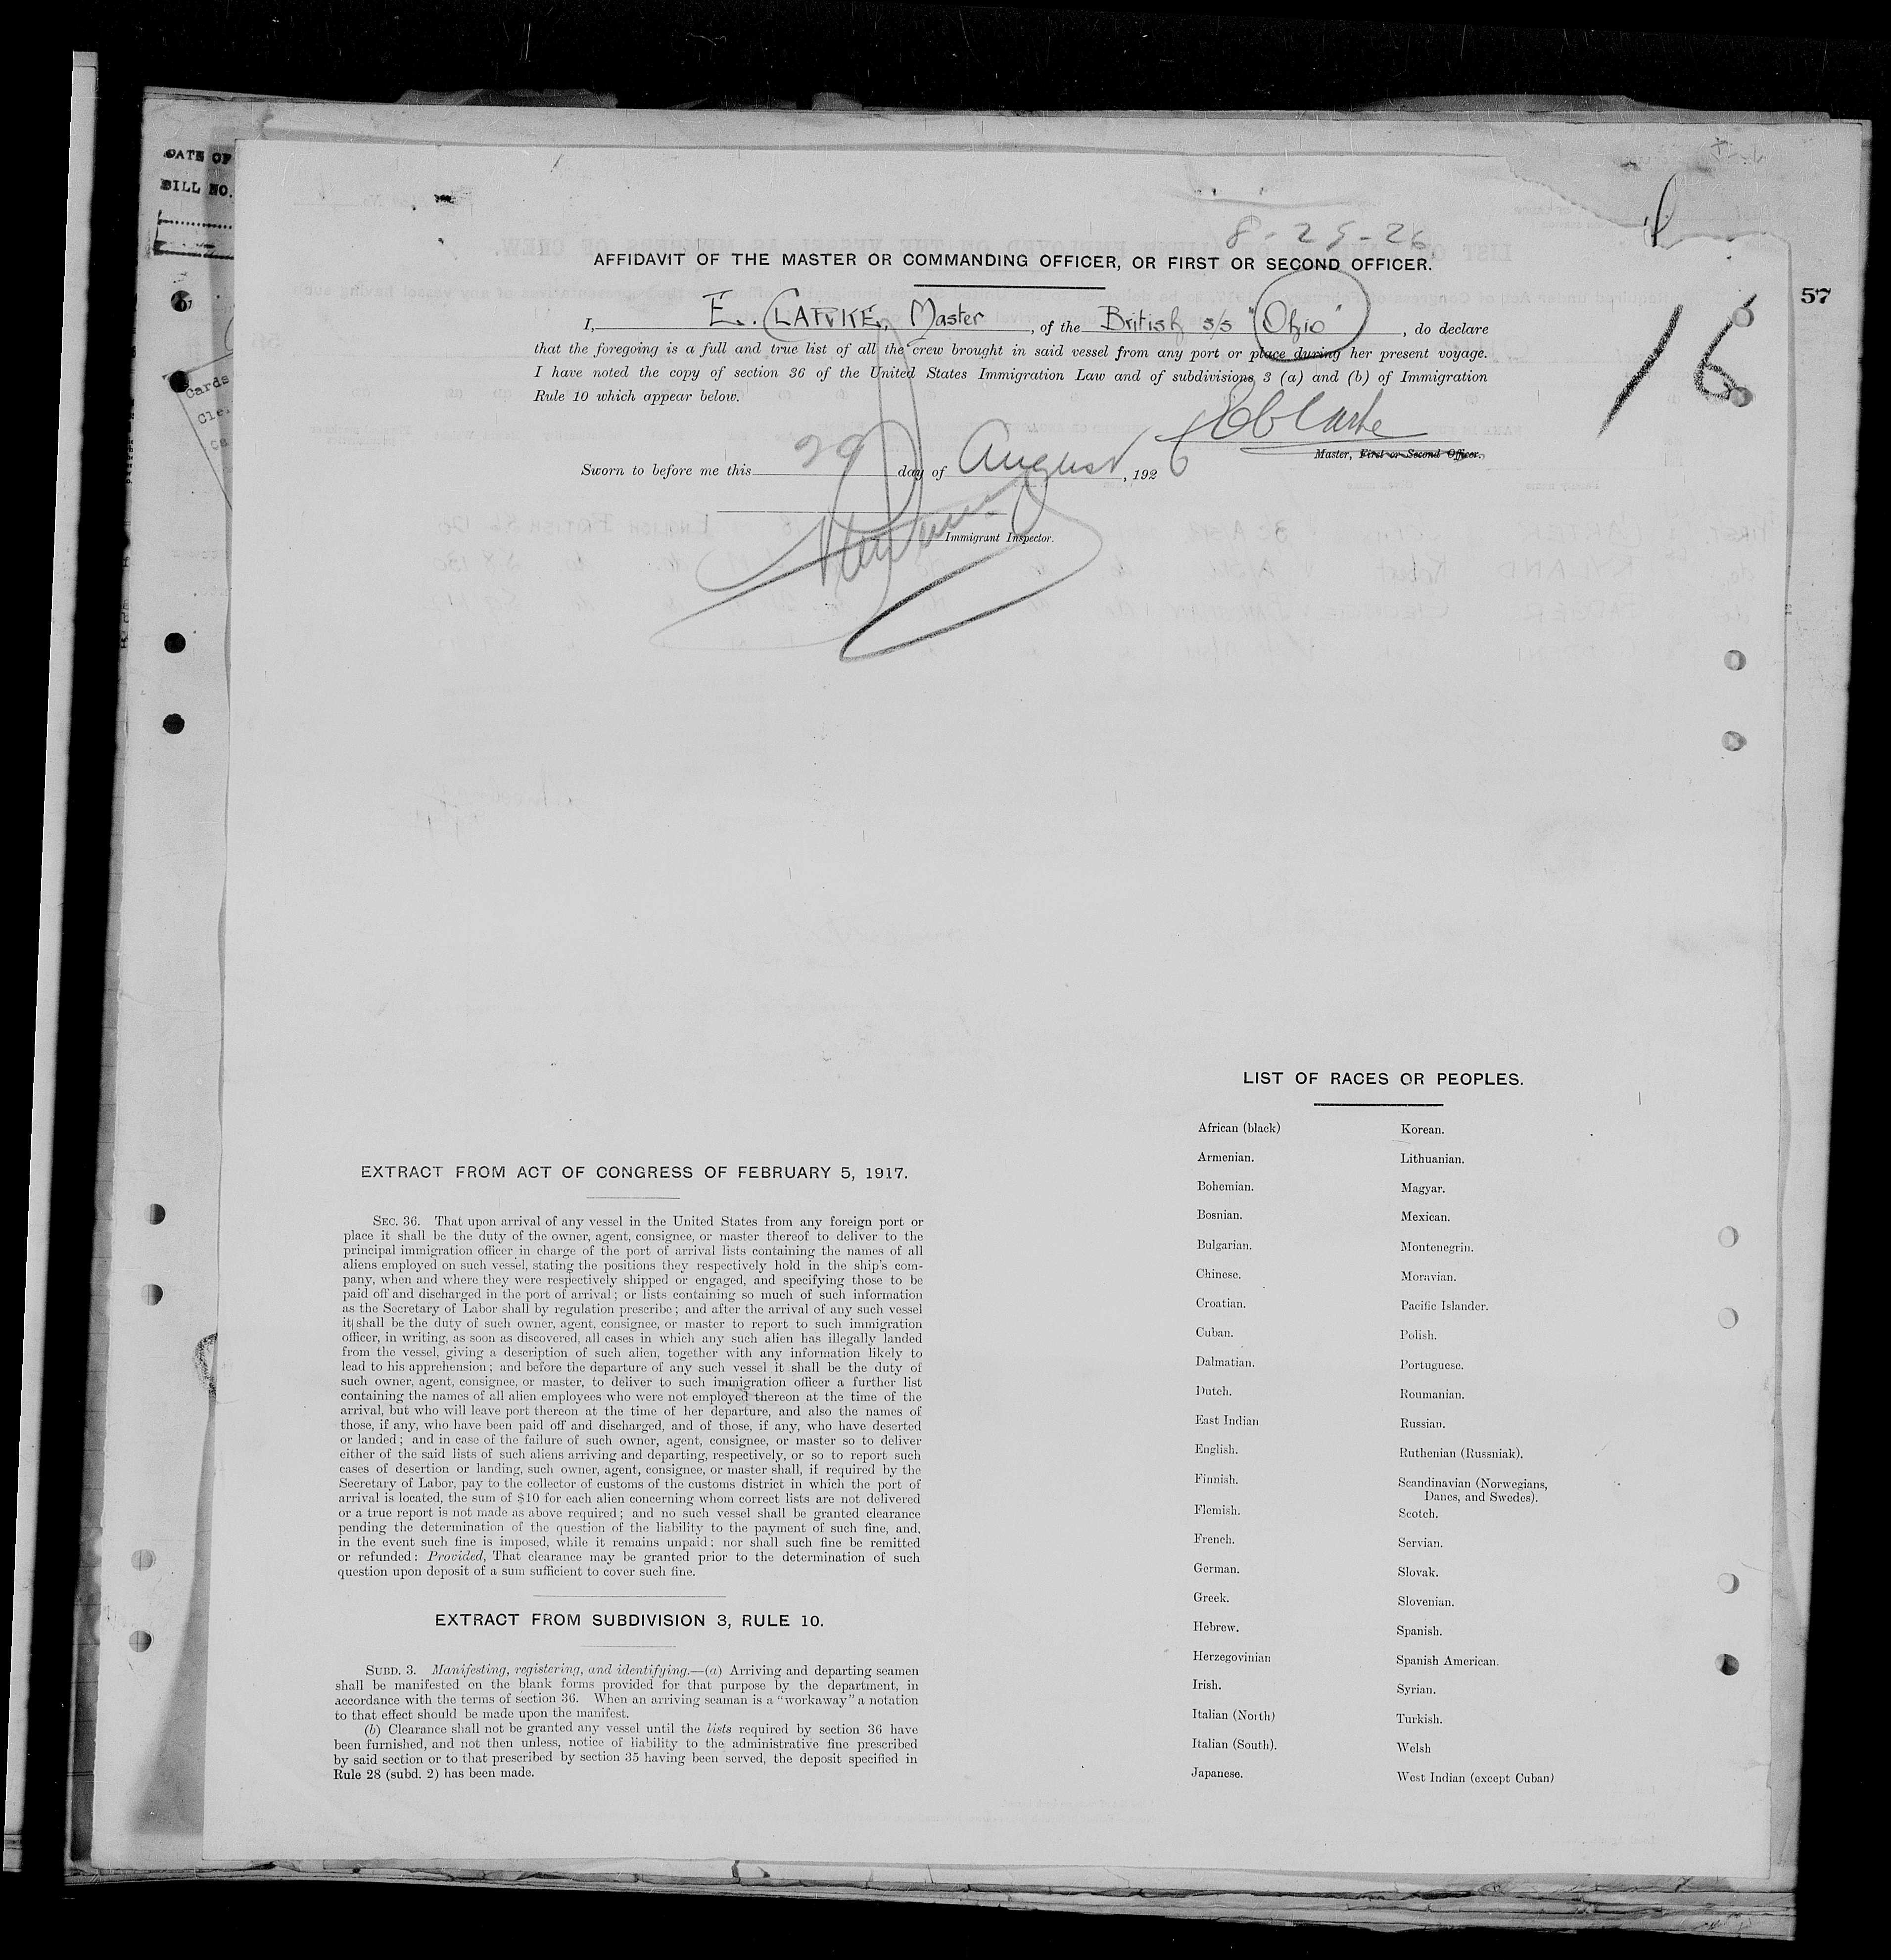 DATE OF
BILL NO.
Cards
Cle
Ca
8-29-26
AFFIDAVIT OF THE MASTER OR COMMANDING OFFICER, OR FIRST OR SECOND OFFICER.
57
16
I, E. CLARKE, Master, of the British s/s "Ohio", do declare
that the foregoing is a full and true list of all the crew brought in said vessel from any port or place during her present voyage.
I have noted the copy of section 36 of the United States Immigration Law and of subdivisions 3 (a) and (b) of Immigration
Rule 10 which appear below.
Master, First or Second Officer.
Sworn to before me this 29 day of August, 1926
Immigrant Inspector.
LIST OF RACES OR PEOPLES.
African (black) Korean.
Armenian. Lithuanian.
Bohemian. Magyar.
Bosnian. Mexican.
Bulgarian. Montenegrin.
Chinese. Moravian.
Croatian. Pacific Islander.
Cuban. Polish.
Dalmatian. Portuguese.
Dutch. Roumanian.
East Indian Russian.
English. Ruthenian (Russniak).
Finnish. Scandinavian (Norwegians,
Danes, and Swedes).
Flemish. Scotch.
French. Servian.
German. Slovak.
Greek. Slovenian.
Hebrew. Spanish.
Herzegovinian Spanish American.
Irish. Syrian.
Italian (North) Turkish.
Italian (South). Welsh
Japanese. West Indian (except Cuban)
EXTRACT FROM ACT OF CONGRESS OF FEBRUARY 5, 1917.
SEC. 36. That upon arrival of any vessel in the United States from any foreign port or
place it shall be the duty of the owner, agent, consignee, or master thereof to deliver to the
principal immigration officer in charge of the port of arrival lists containing the names of all
aliens employed on such vessel, stating the positions they respectively hold in the ship's com-
pany, when and where they were respectively shipped or engaged, and specifying those to be
paid off and discharged in the port of arrival; or lists containing so much of such information
as the Secretary of Labor shall by regulation prescribe; and after the arrival of any such vessel
it shall be the duty of such owner, agent, consignee, or master to report to such immigration
officer, in writing, as soon as discovered, all cases in which any such alien has illegally landed
from the vessel, giving a description of such alien, together with any information likely to
lead to his apprehension; and before the departure of any such vessel it shall be the duty of
such owner, agent, consignee, or master, to deliver to such immigration officer a further list
containing the names of all alien employees who were not employed thereon at the time of the
arrival, but who will leave port thereon at the time of her departure, and also the names of
those, if any, who have been paid off and discharged, and of those, if any, who have deserted
or landed; and in case of the failure of such owner, agent, consignee, or master so to deliver
either of the said lists of such aliens arriving and departing, respectively, or so to report such
cases of desertion or landing, such owner, agent, consignee, or master shall, if required by the
Secretary of Labor, pay to the collector of customs of the customs district in which the port of
arrival is located, the sum of $10 for each alien concerning whom correct lists are not delivered
or a true report is not made as above required; and no such vessel shall be granted clearance
pending the determination of the question of the liability to the payment of such fine, and,
in the event such fine is imposed, while it remains unpaid; nor shall such fine be remitted
or refunded: Provided, That clearance may be granted prior to the determination of such
question upon deposit of a sum sufficient to cover such fine.
EXTRACT FROM SUBDIVISION 3, RULE 10.
SUBD. 3. Manifesting, registering, and identifying.—(a) Arriving and departing seamen
shall be manifested on the blank forms provided for that purpose by the department, in
accordance with the terms of section 36. When an arriving seaman is a "workaway" a notation
to that effect should be made upon the manifest.
(b) Clearance shall not be granted any vessel until the lists required by section 36 have
been furnished, and not then unless, notice of liability to the administrative fine prescribed
by said section or to that prescribed by section 35 having been served, the deposit specified in
Rule 28 (subd. 2) has been made.